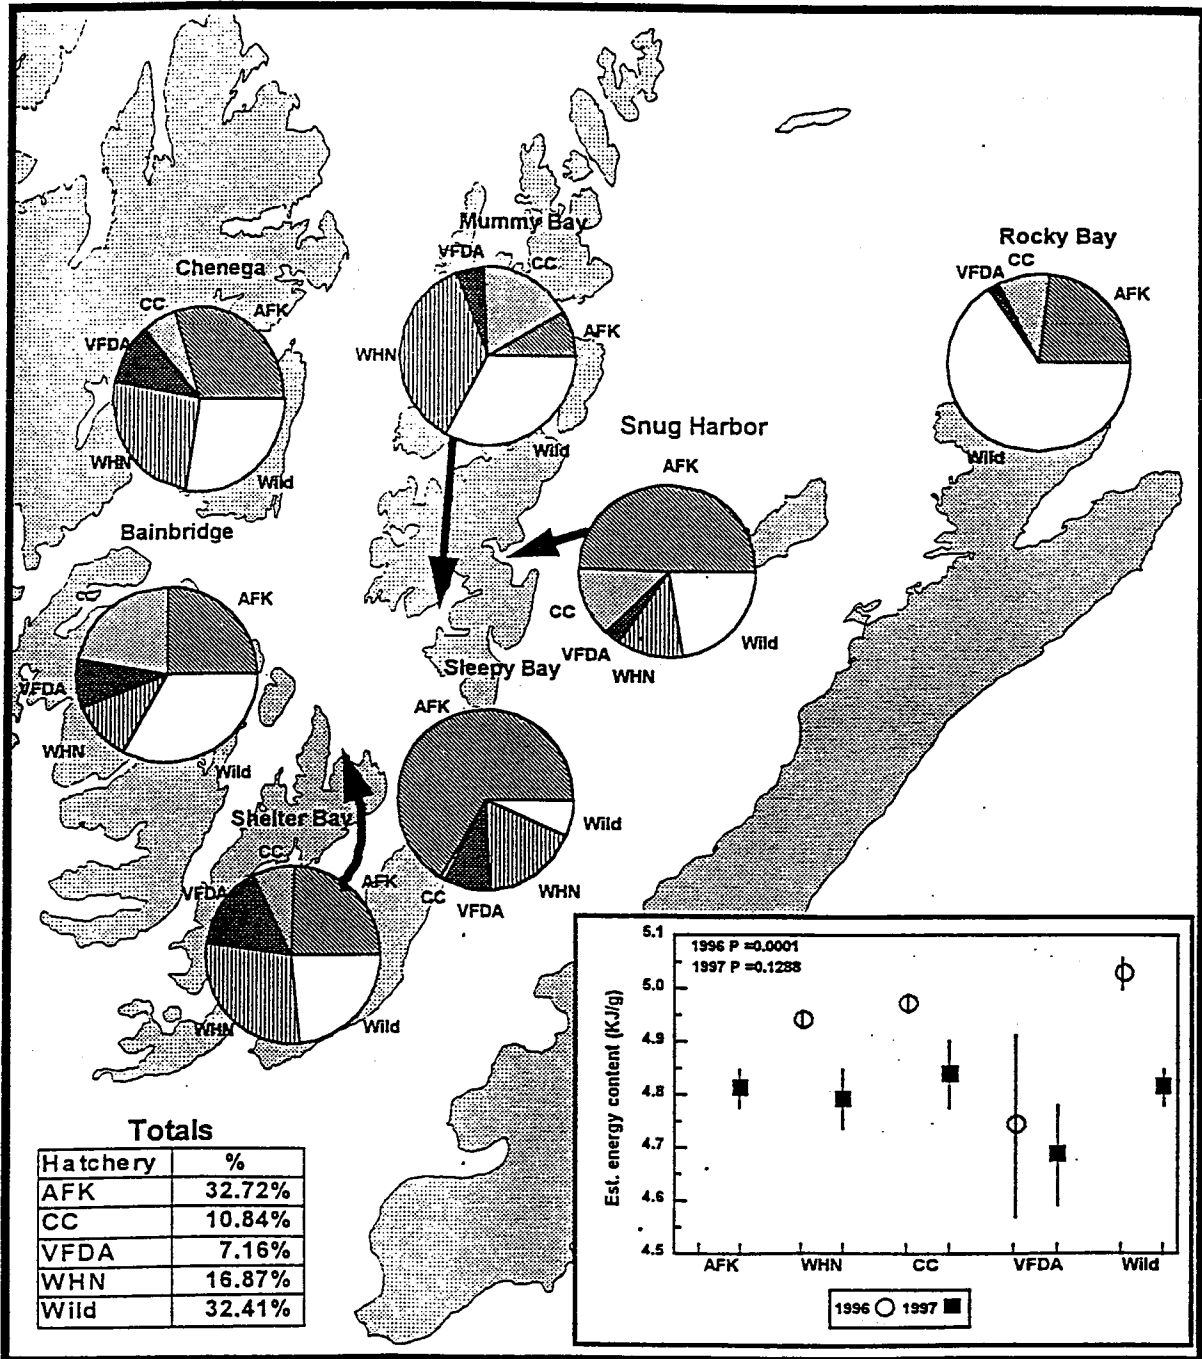 Mummy Bay
VFDA
CC
AFK
WHN
Wild
Rocky Bay
CC
VFDA
AFK
Wild
Chenega
CC
AFK
VFDA
WHN
Wild
Snug Harbor
AFK
CC
VFDA
WHN
Wild
Bainbridge
CC
AFK
VFDA
WHN
Wild
Sleepy Bay
AFK
Wild
WHN
CC
VFDA
Shelter Bay
CC
AFK
VFDA
WHN
Wild
Totals
Hatchery %
AFK 32.72%
CC 10.84%
VFDA 7.16%
WHN 16.87%
Wild 32.41%
1996 P =0.0001
1997 P =0.1288
Est. energy content (KJ/g)
5.1
5.0
4.9
4.8
4.7
4.6
4.5
AFK WHN CC VFDA Wild
1996 1997